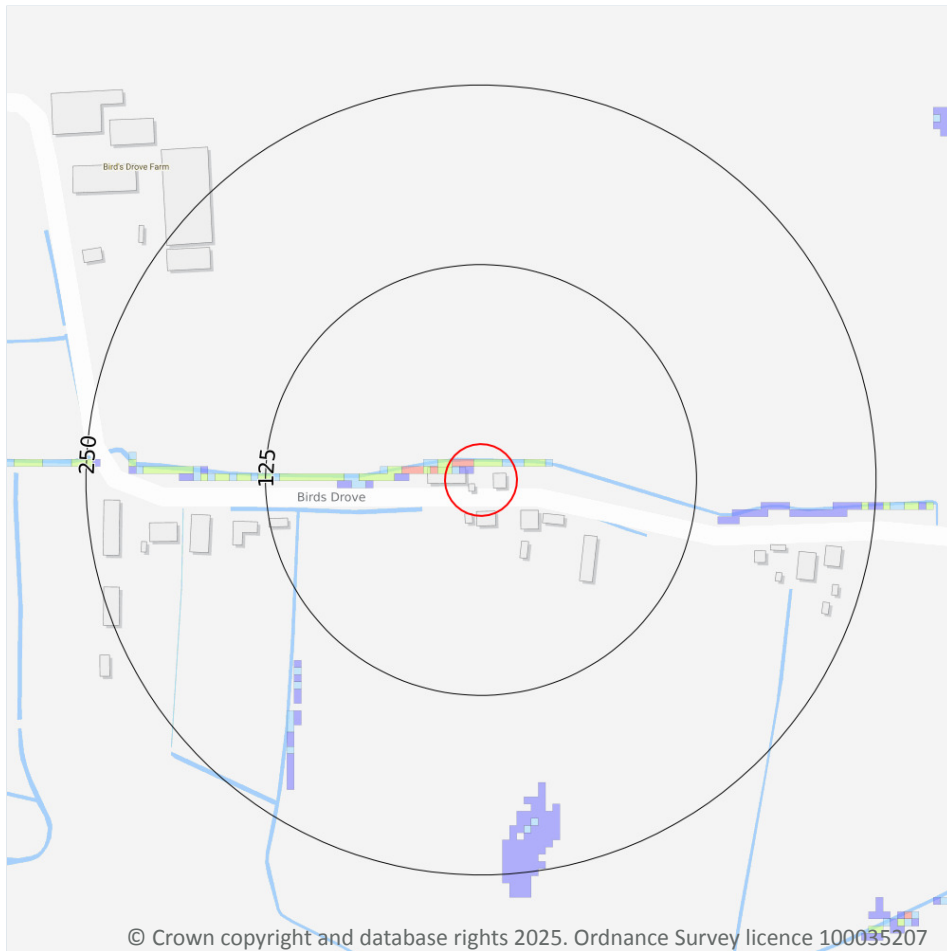 Bird's Drove Farm
250
125
Birds Drove
© Crown copyright and database rights 2025. Ordnance Survey licence 100035207